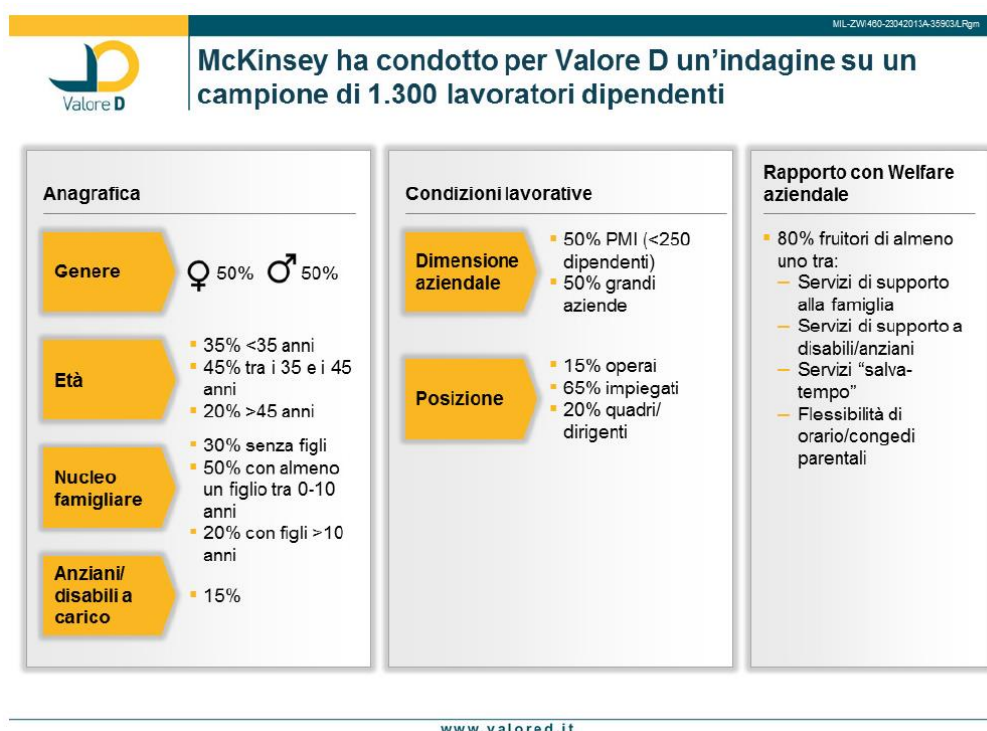 MIL-ZWI460-23042013A-35903/LRgm
McKinsey ha condotto per Valore D un'indagine su un
campione di 1.300 lavoratori dipendenti
Valore D
Anagrafica
Genere
50% 50%
Età
35% <35 anni
45% tra i 35 e i 45
anni
20% >45 anni
Nucleo
famigliare
30% senza figli
50% con almeno
un figlio tra 0-10
anni
20% con figli >10
anni
Anziani/
disabili a
carico
15%
Condizioni lavorative
Dimensione
aziendale
50% PMI (<250
dipendenti)
50% grandi
aziende
Posizione
15% operai
65% impiegati
20% quadri/
dirigenti
Rapporto con Welfare
aziendale
80% fruitori di almeno
uno tra:
– Servizi di supporto
alla famiglia
– Servizi di supporto a
disabili/anziani
– Servizi "salva-
tempo"
– Flessibilità di
orario/congedi
parentali
www.valored.it